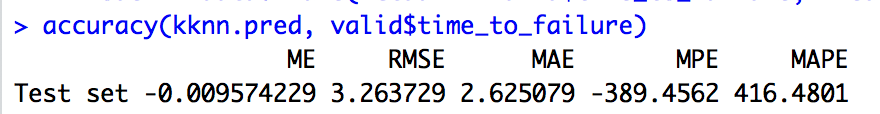 > accuracy(kknn.pred, valid$time_to_failure)
ME RMSE MAE MPE MAPE
Test set -0.009574229 3.263729 2.625079 -389.4562 416.4801